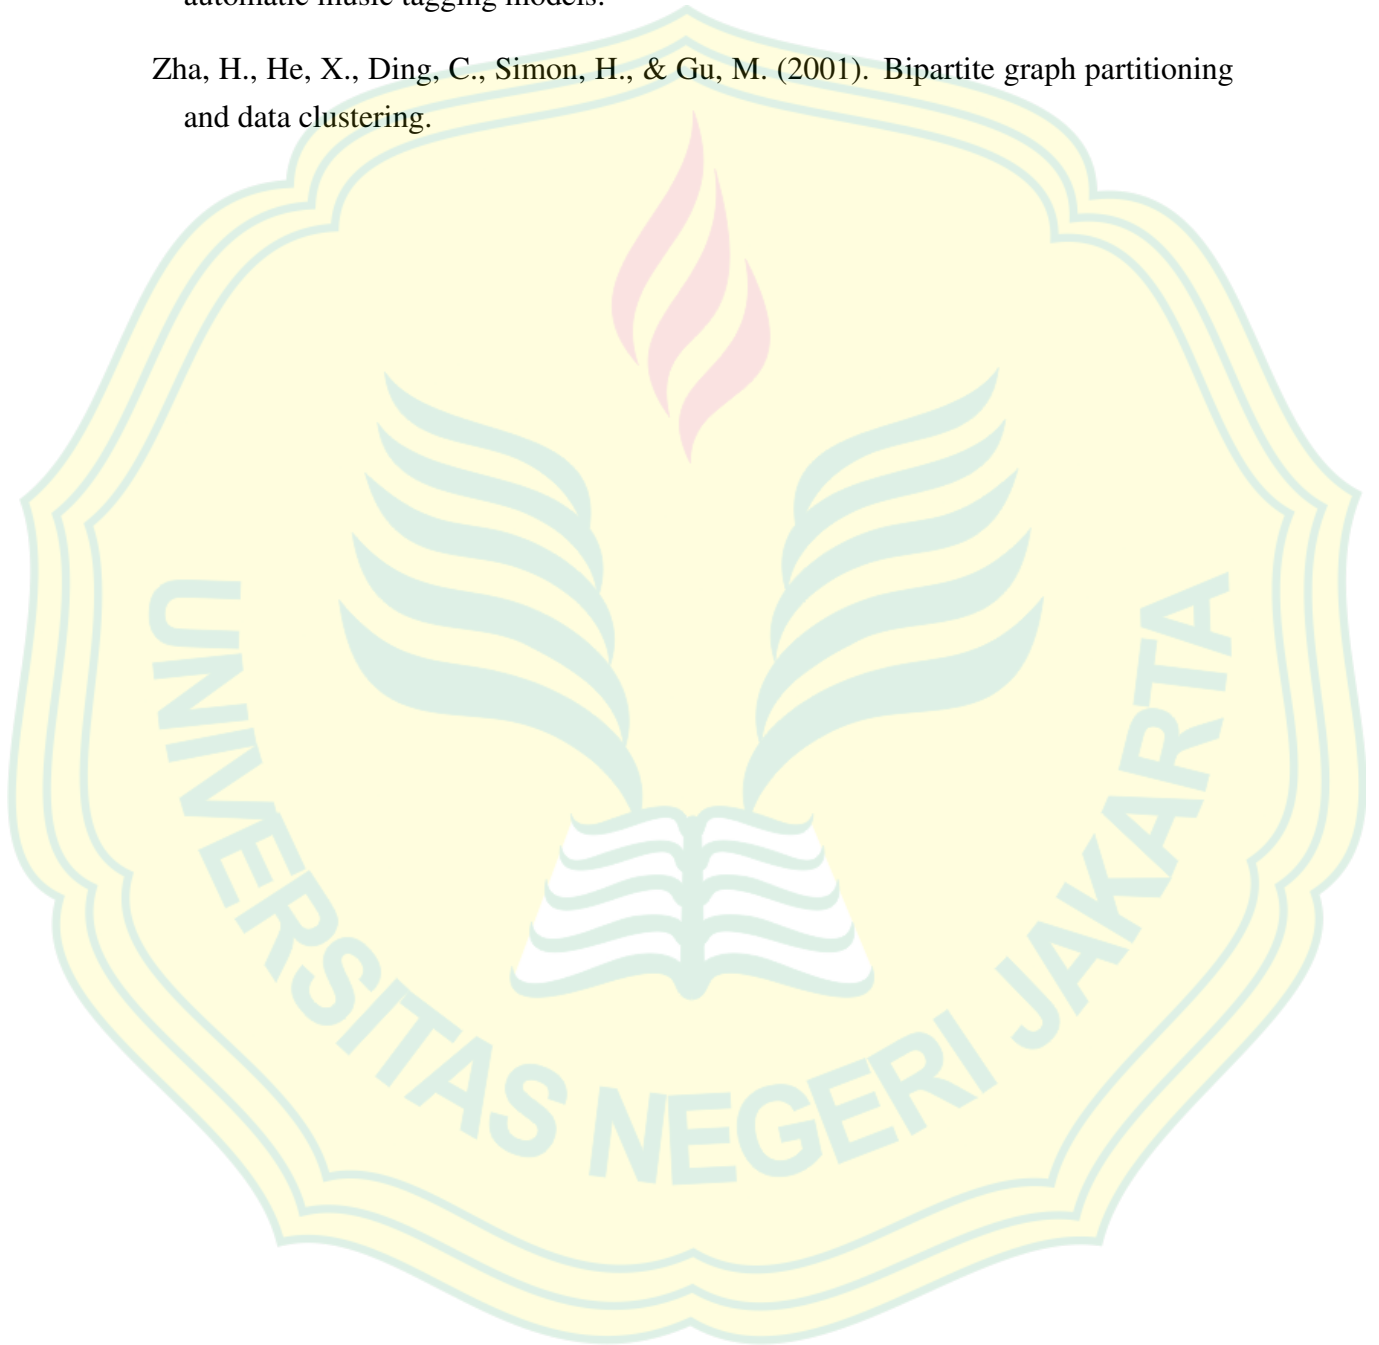 automatic music tagging models.
Zha, H., He, X., Ding, C., Simon, H., & Gu, M. (2001). Bipartite graph partitioning
and data clustering.
UNIVERSITAS NEGERI JAKARTA